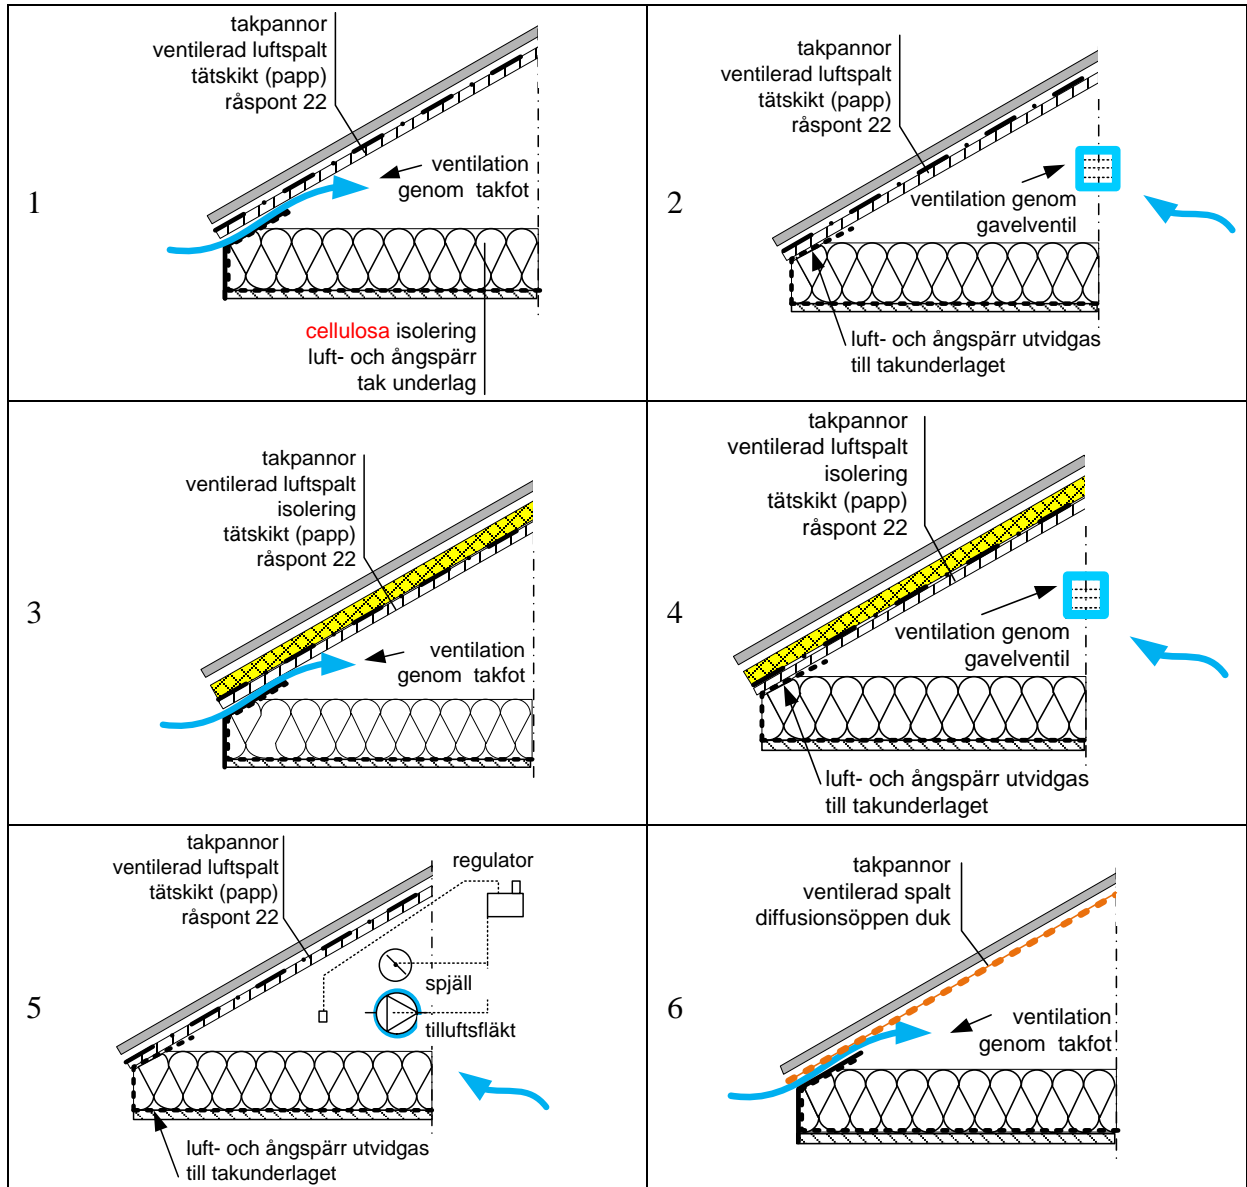 1
takpannor
ventilerad luftspalt
tätskikt (papp)
råspont 22
ventilation
genom takfot
cellulosa isolering
luft- och ångspärr
tak underlag
2
takpannor
ventilerad luftspalt
tätskikt (papp)
råspont 22
ventilation genom
gavelventil
luft- och ångspärr utvidgas
till takunderlaget
3
takpannor
ventilerad luftspalt
isolering
tätskikt (papp)
råspont 22
ventilation
genom takfot
4
takpannor
ventilerad luftspalt
isolering
tätskikt (papp)
råspont 22
ventilation genom
gavelventil
luft- och ångspärr utvidgas
till takunderlaget
5
takpannor
ventilerad luftspalt
tätskikt (papp)
råspont 22
regulator
spjäll
tilluftsfläkt
luft- och ångspärr utvidgas
till takunderlaget
6
takpannor
ventilerad spalt
diffusionsöppen duk
ventilation
genom takfot